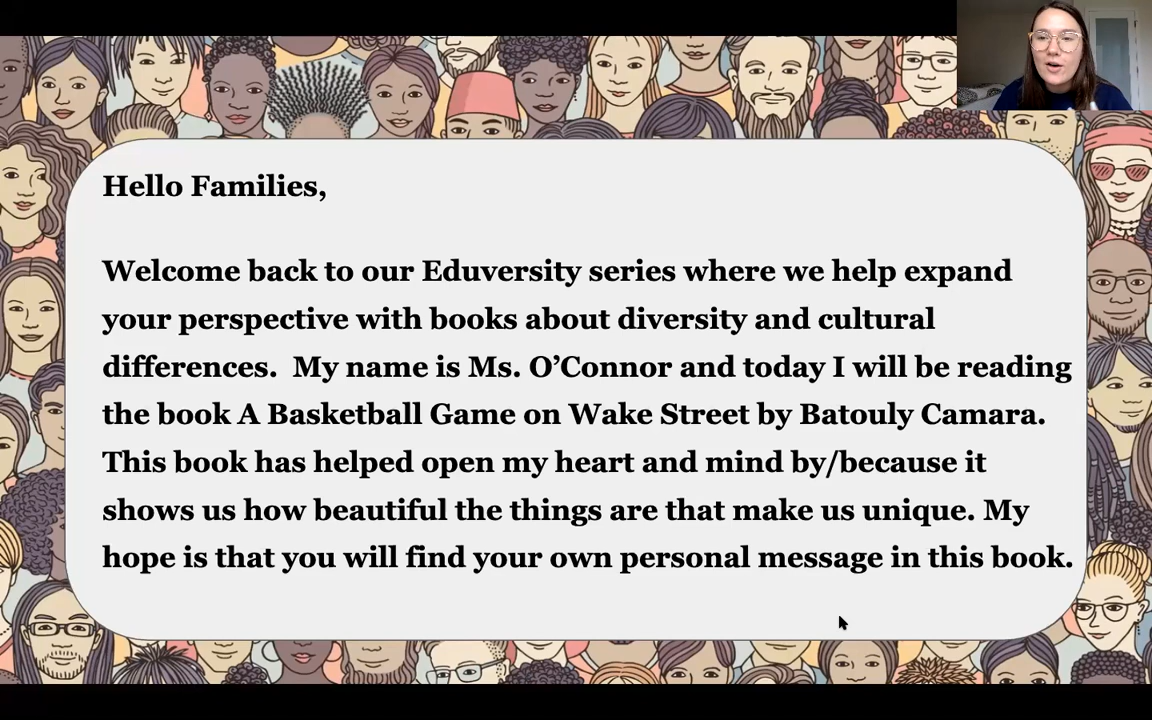 Hello Families,
Welcome back to our Eduversity series where we help expand
your perspective with books about diversity and cultural
differences.  My name is Ms. O’Connor and today I will be reading
the book A Basketball Game on Wake Street by Batouly Camara.
This book has helped open my heart and mind by/because it
shows us how beautiful the things are that make us unique. My
hope is that you will find your own personal message in this book.